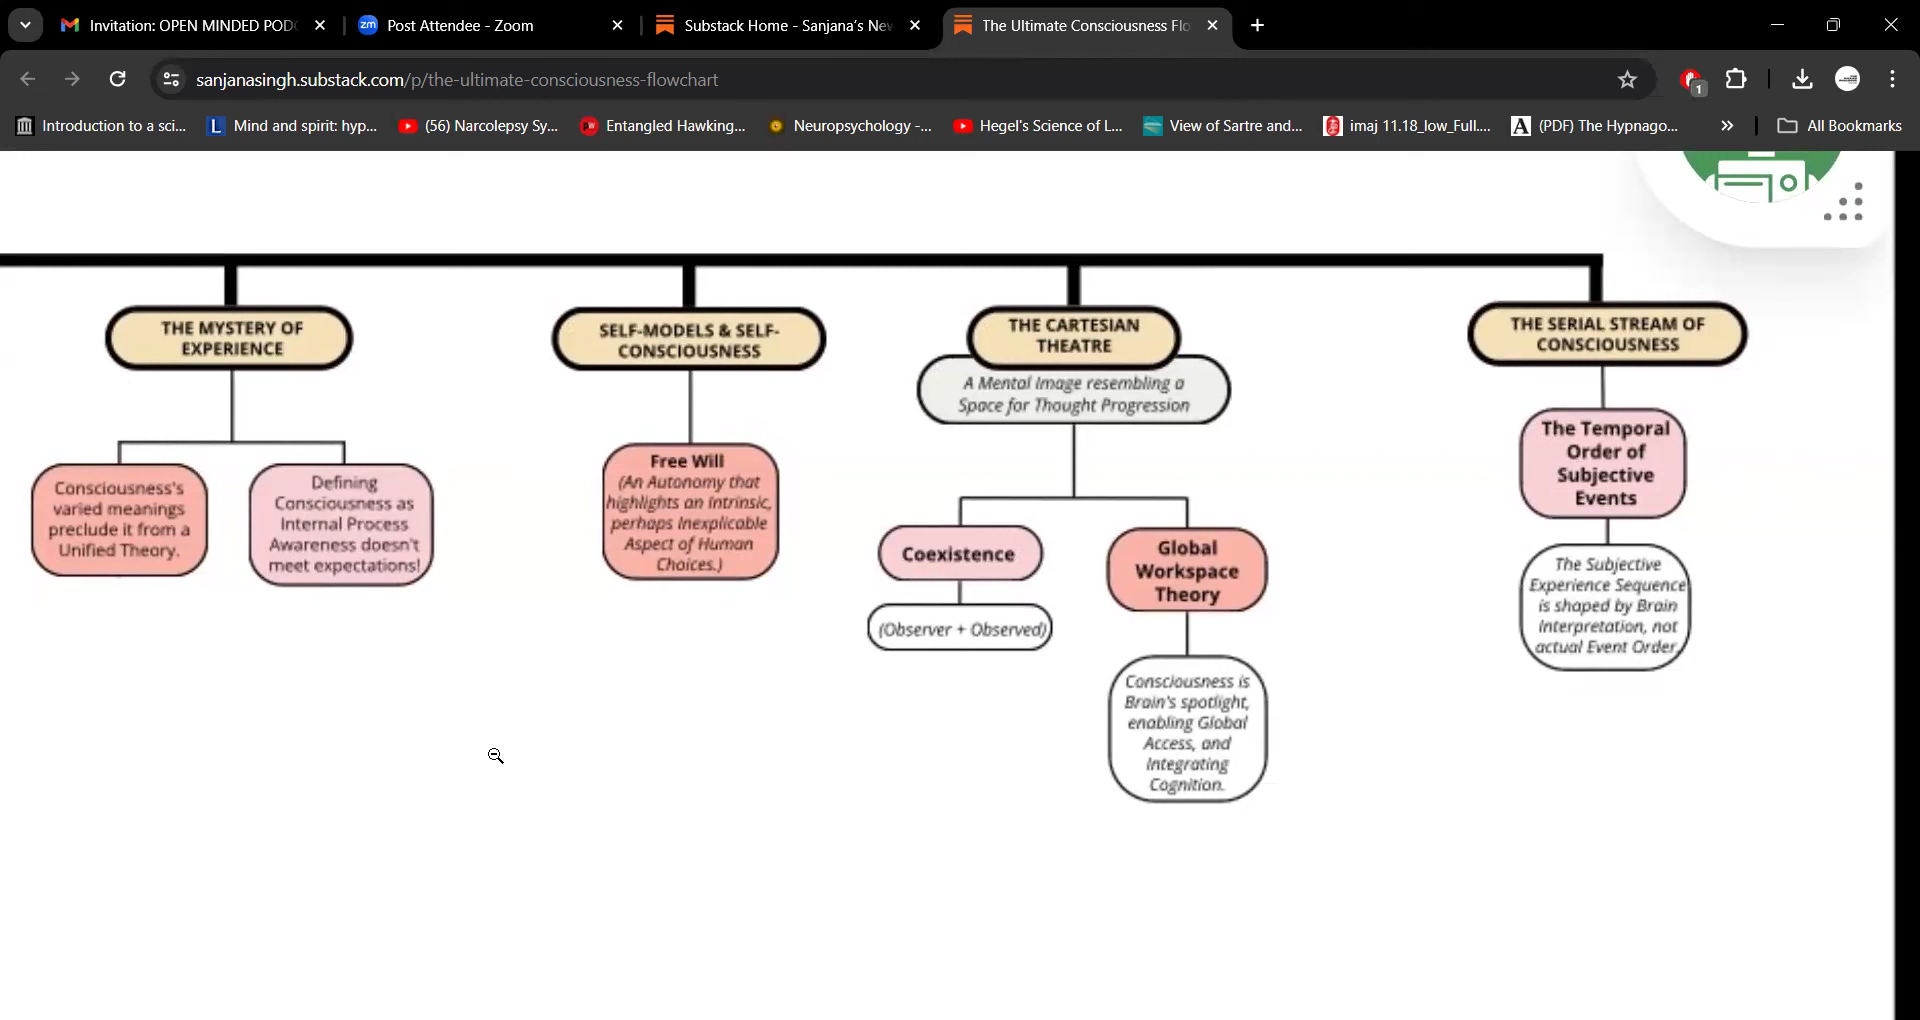 Invitation: OPEN MINDED POD
zm Post Attendee - Zoom
Substack Home - Sanjana's Nev
The Ultimate Consciousness Flo
sanjanasingh.substack.com/p/the-ultimate-consciousness-flowchart
1
Introduction to a sci...
L Mind and spirit: hyp...
(56) Narcolepsy Sy...
Entangled Hawking...
Neuropsychology -...
Hegel's Science of L...
View of Sartre and...
imaj 11.18_low_Full....
A (PDF) The Hypnago...
All Bookmarks
THE MYSTERY OF
EXPERIENCE
Consciousness's
varied meanings
preclude it from a
Unified Theory.
Defining
Consciousness as
Internal Process
Awareness doesn't
meet expectations!
SELF-MODELS & SELF-
CONSCIOUSNESS
Free Will
(An Autonomy that
highlights an Intrinsic,
perhaps Inexplicable
Aspect of Human
Choices.)
THE CARTESIAN
THEATRE
A Mental Image resembling a
Space for Thought Progression
Coexistence
(Observer + Observed)
Global
Workspace
Theory
Consciousness is
Brain's spotlight,
enabling Global
Access, and
Integrating
Cognition.
THE SERIAL STREAM OF
CONSCIOUSNESS
The Temporal
Order of
Subjective
Events
The Subjective
Experience Sequence
is shaped by Brain
Interpretation, not
actual Event Order.